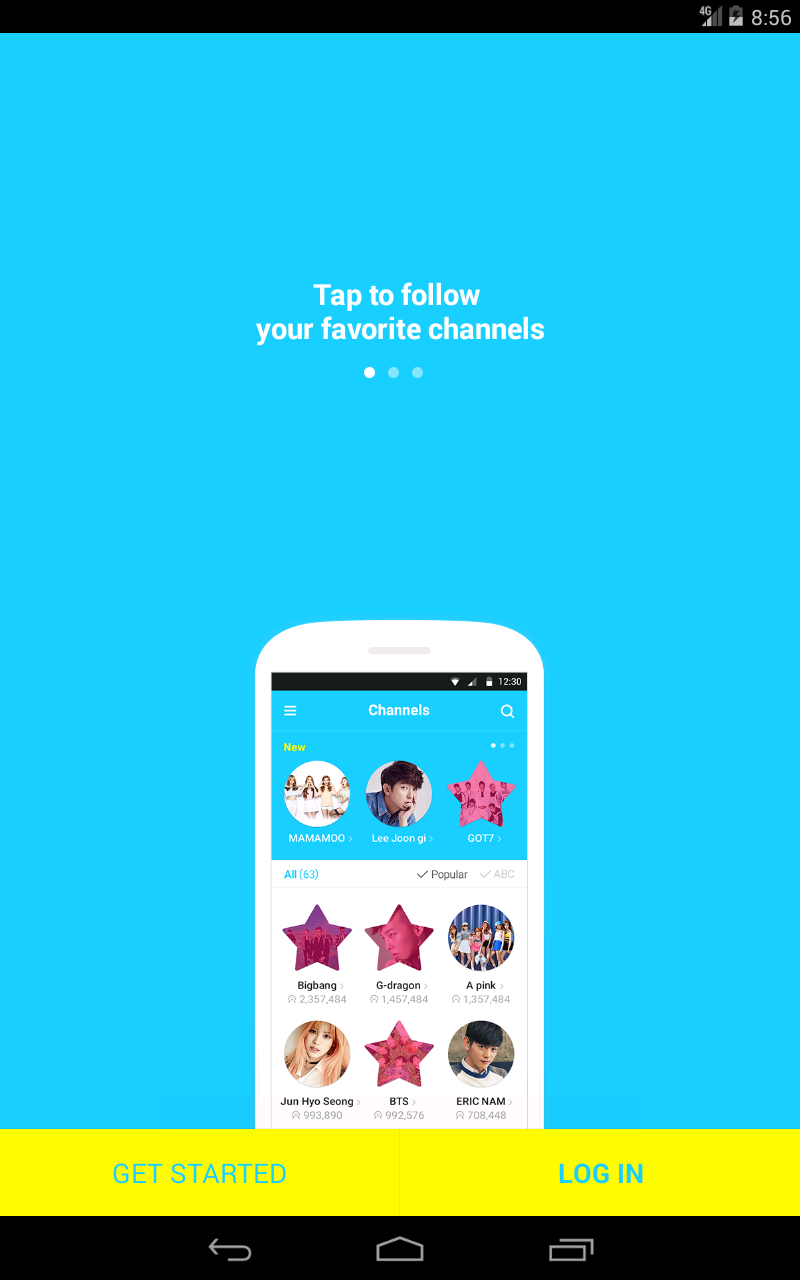 4G 8:56
Tap to follow
your favorite channels
12:30
Channels
New
MAMAMOO Lee Joon gi GOT7
All (63) Popular ABC
Bigbang G-dragon A pink
2,357,484 1,457,484 1,357,484
Jun Hyo Seong BTS ERIC NAM
993,890 992,576 708,448
GET STARTED LOG IN